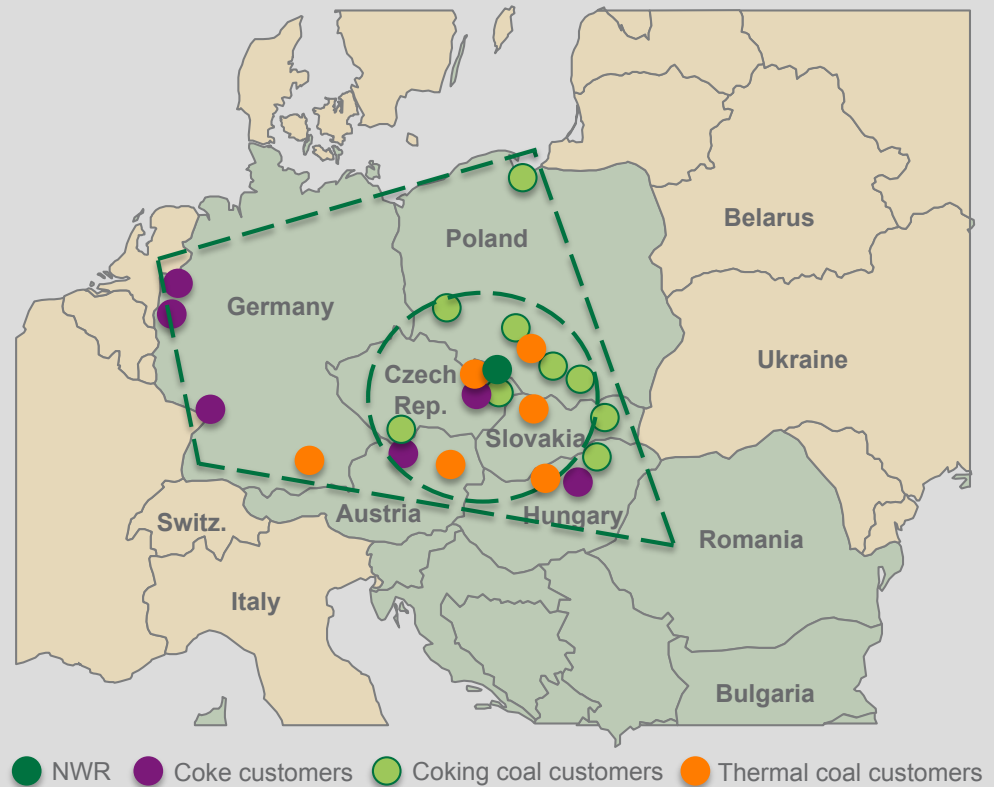 Belarus
Poland
Germany
Ukraine
Czech
Rep.
Slovakia
Austria
Hungary
Switz.
Romania
Italy
Bulgaria
NWR Coke customers Coking coal customers Thermal coal customers